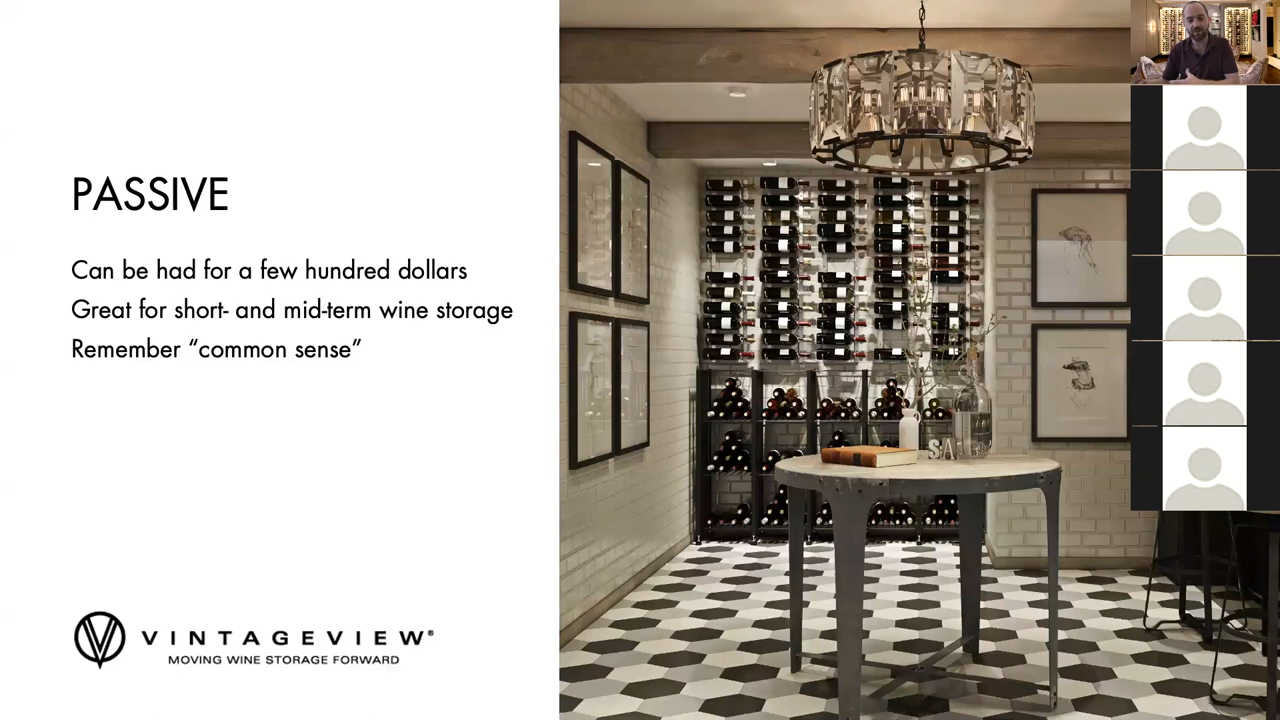 PASSIVE
Can be had for a few hundred dollars
Great for short- and mid-term wine storage
Remember “common sense”
VINTAGEVIEW®
MOVING WINE STORAGE FORWARD
SA